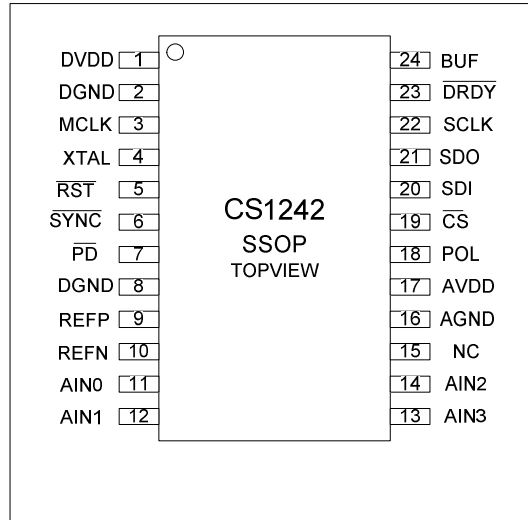 DVDD 1 24 BUF
DGND 2 23 DRDY
MCLK 3 22 SCLK
XTAL 4 21 SDO
RST 5 20 SDI
SYNC 6 19 CS
PD 7 18 POL
DGND 8 17 AVDD
REFP 9 16 AGND
REFN 10 15 NC
AIN0 11 14 AIN2
AIN1 12 13 AIN3
CS1242
SSOP
TOPVIEW